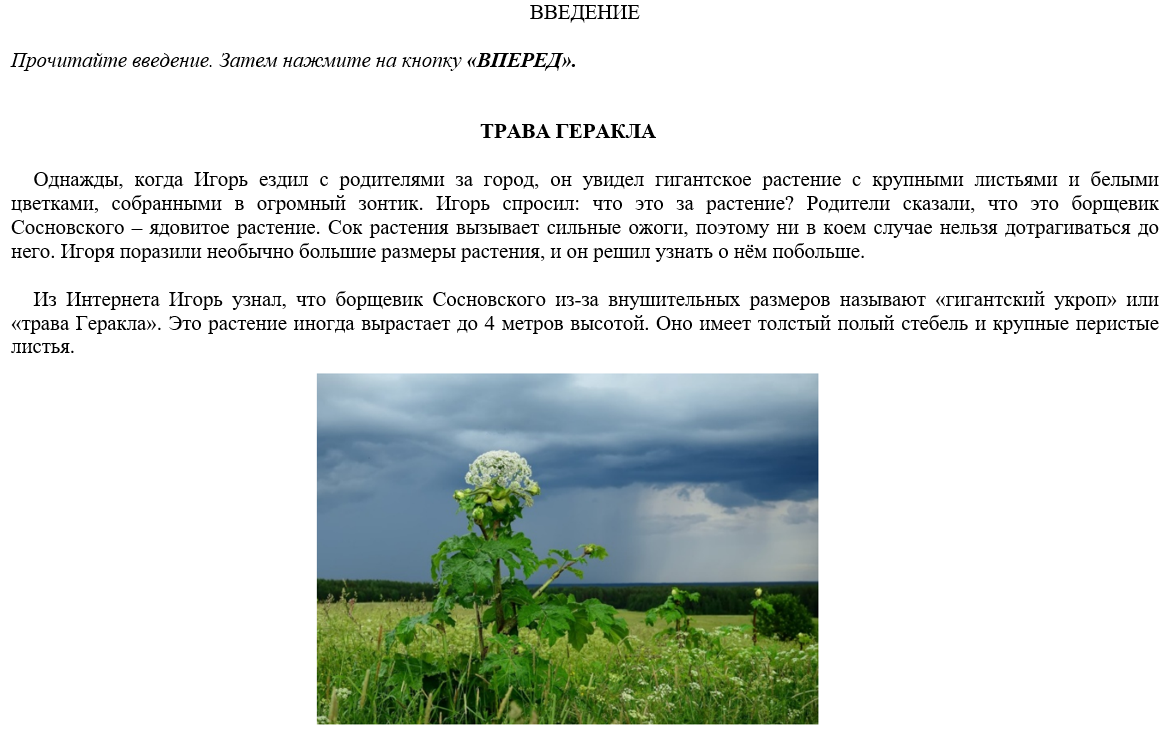 ВВЕДЕНИЕ
Прочитайте введение. Затем нажмите на кнопку «ВПЕРЕД».
ТРАВА ГЕРАКЛА
Однажды, когда Игорь ездил с родителями за город, он увидел гигантское растение с крупными листьями и белыми
цветками, собранными в огромный зонтик. Игорь спросил: что это за растение? Родители сказали, что это борщевик
Сосновского – ядовитое растение. Сок растения вызывает сильные ожоги, поэтому ни в коем случае нельзя дотрагиваться до
него. Игоря поразили необычно большие размеры растения, и он решил узнать о нём побольше.
Из Интернета Игорь узнал, что борщевик Сосновского из-за внушительных размеров называют «гигантский укроп» или
«трава Геракла». Это растение иногда вырастает до 4 метров высотой. Оно имеет толстый полый стебель и крупные перистые
листья.